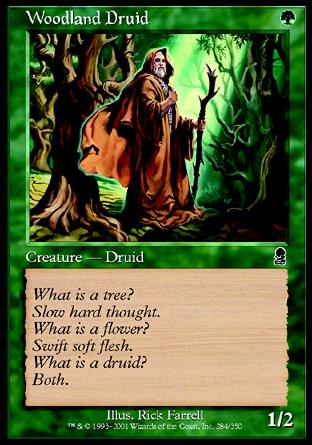 Woodland Druid
Creature — Druid
What is a tree?
Slow hard thought.
What is a flower?
Swift soft flesh.
What is a druid?
Both.
Illus. Rick Farrell
™ & © 1993–2001 Wizards of the Coast, Inc. 284/350
1/2